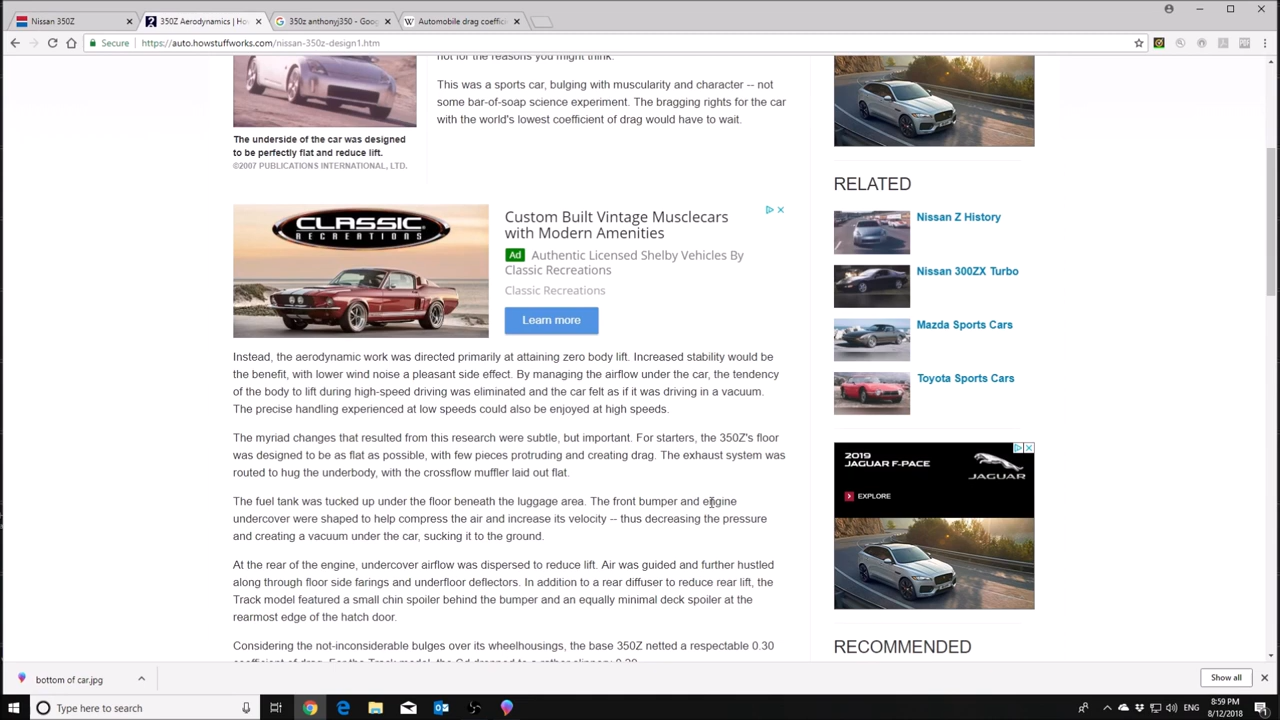 Nissan 350Z
350Z Aerodynamics | Ho
350z anthonyj350 - Goo
Automobile drag coeffici
Secure
https://auto.howstuffworks.com/nissan-350z-design1.htm
not for the reasons you might think.
This was a sports car, bulging with muscularity and character -- not
some bar-of-soap science experiment. The bragging rights for the car
with the world's lowest coefficient of drag would have to wait.
The underside of the car was designed
to be perfectly flat and reduce lift.
©2007 PUBLICATIONS INTERNATIONAL, LTD.
CLASSIC
RECREATIONS
Custom Built Vintage Musclecars
with Modern Amenities
Ad Authentic Licensed Shelby Vehicles By
Classic Recreations
Classic Recreations
Learn more
Instead, the aerodynamic work was directed primarily at attaining zero body lift. Increased stability would be
the benefit, with lower wind noise a pleasant side effect. By managing the airflow under the car, the tendency
of the body to lift during high-speed driving was eliminated and the car felt as if it was driving in a vacuum.
The precise handling experienced at low speeds could also be enjoyed at high speeds.
The myriad changes that resulted from this research were subtle, but important. For starters, the 350Z's floor
was designed to be as flat as possible, with few pieces protruding and creating drag. The exhaust system was
routed to hug the underbody, with the crossflow muffler laid out flat.
The fuel tank was tucked up under the floor beneath the luggage area. The front bumper and engine
undercover were shaped to help compress the air and increase its velocity -- thus decreasing the pressure
and creating a vacuum under the car, sucking it to the ground.
At the rear of the engine, undercover airflow was dispersed to reduce lift. Air was guided and further hustled
along through floor side farings and underfloor deflectors. In addition to a rear diffuser to reduce rear lift, the
Track model featured a small chin spoiler behind the bumper and an equally minimal deck spoiler at the
rearmost edge of the hatch door.
Considering the not-inconsiderable bulges over its wheelhousings, the base 350Z netted a respectable 0.30
coefficient of drag. For the Track model, the Cd dropped to a rather slippery 0.29.
RELATED
Nissan Z History
Nissan 300ZX Turbo
Mazda Sports Cars
Toyota Sports Cars
2019
JAGUAR F-PACE
JAGUAR
EXPLORE
RECOMMENDED
bottom of car.jpg
Show all
Type here to search
ENG
8:59 PM
8/12/2018